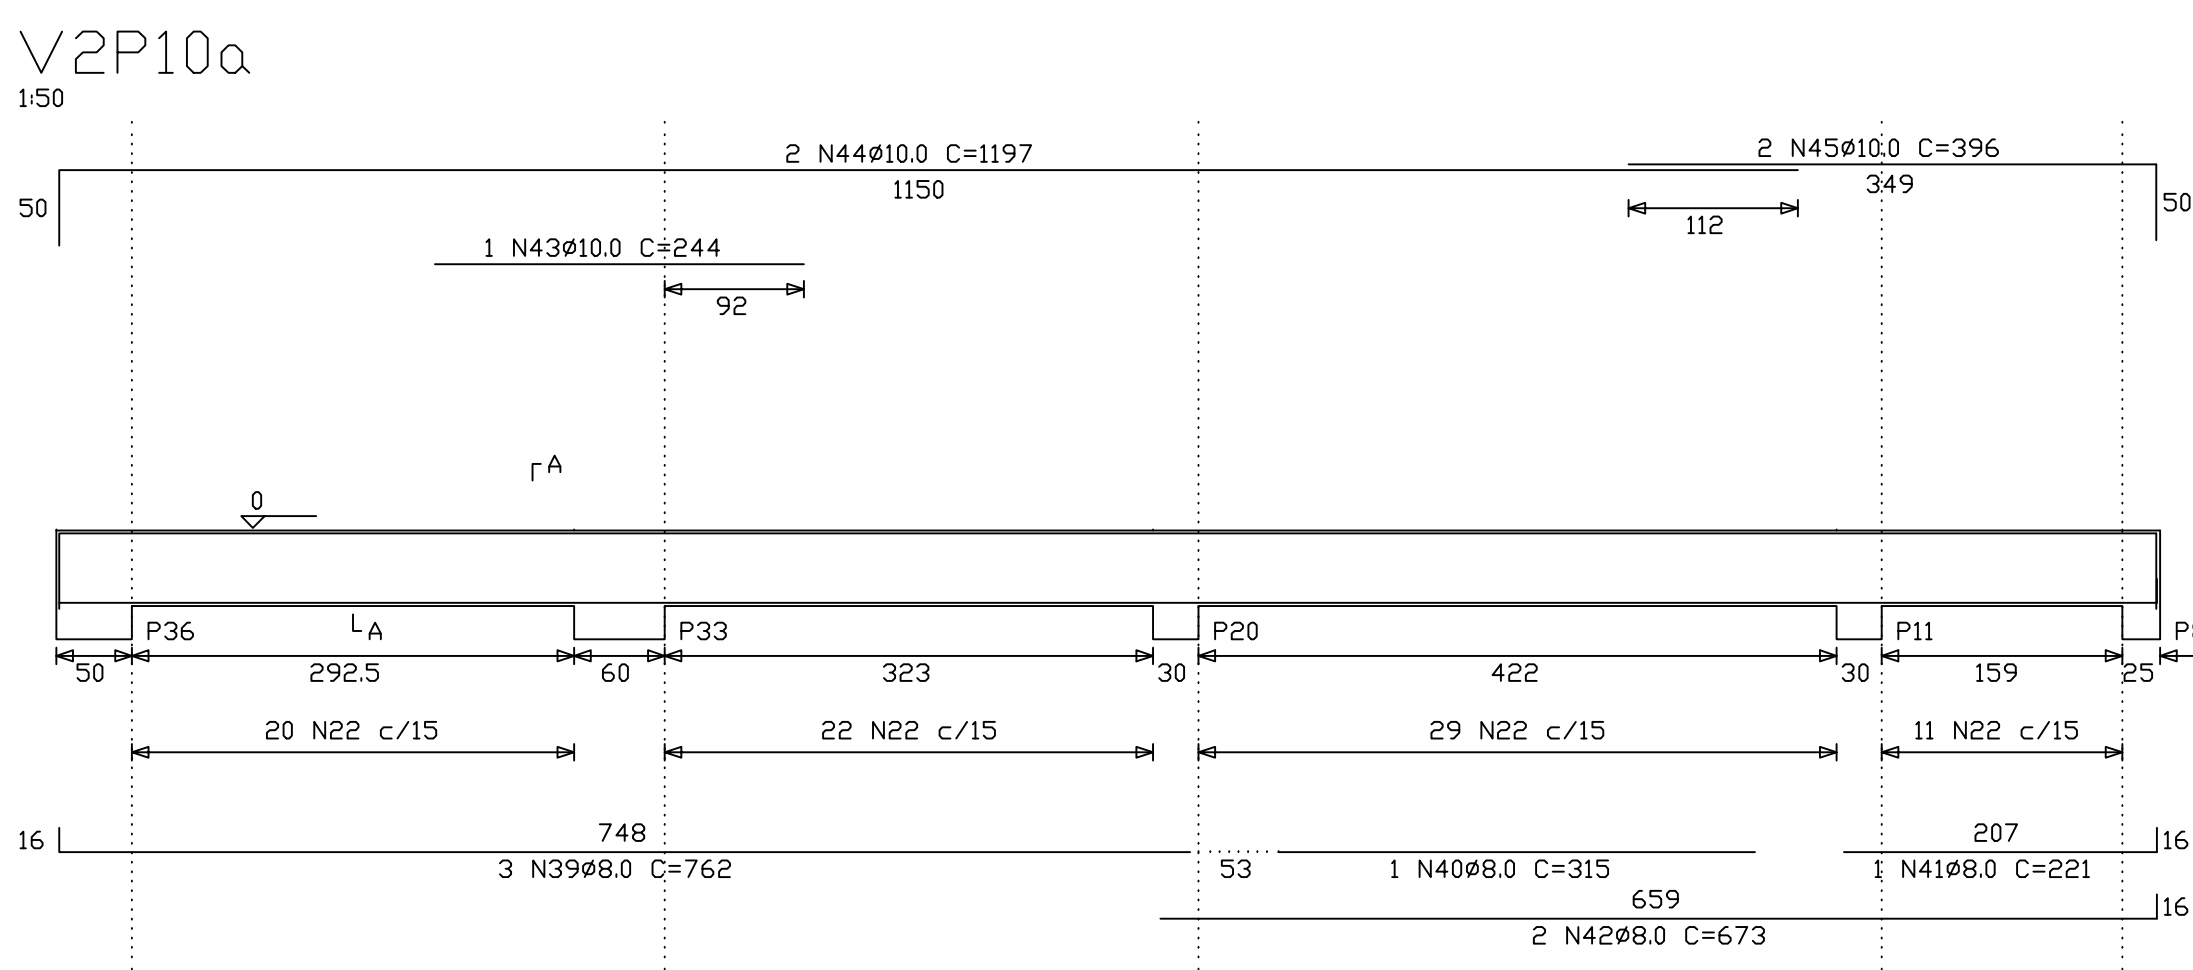 V2P10a
1:50
2 N44ø10.0 C=1197
2 N45ø10.0 C=396
1150
349
50
50
112
1 N43ø10.0 C=244
92
A
0
P36
A
P33
P20
P11
50
292.5
60
323
30
422
30
159
25
20 N22 c/15
22 N22 c/15
29 N22 c/15
11 N22 c/15
748
207
16
16
3 N39ø8.0 C=762
53
1 N40ø8.0 C=315
1 N41ø8.0 C=221
659
16
2 N42ø8.0 C=673